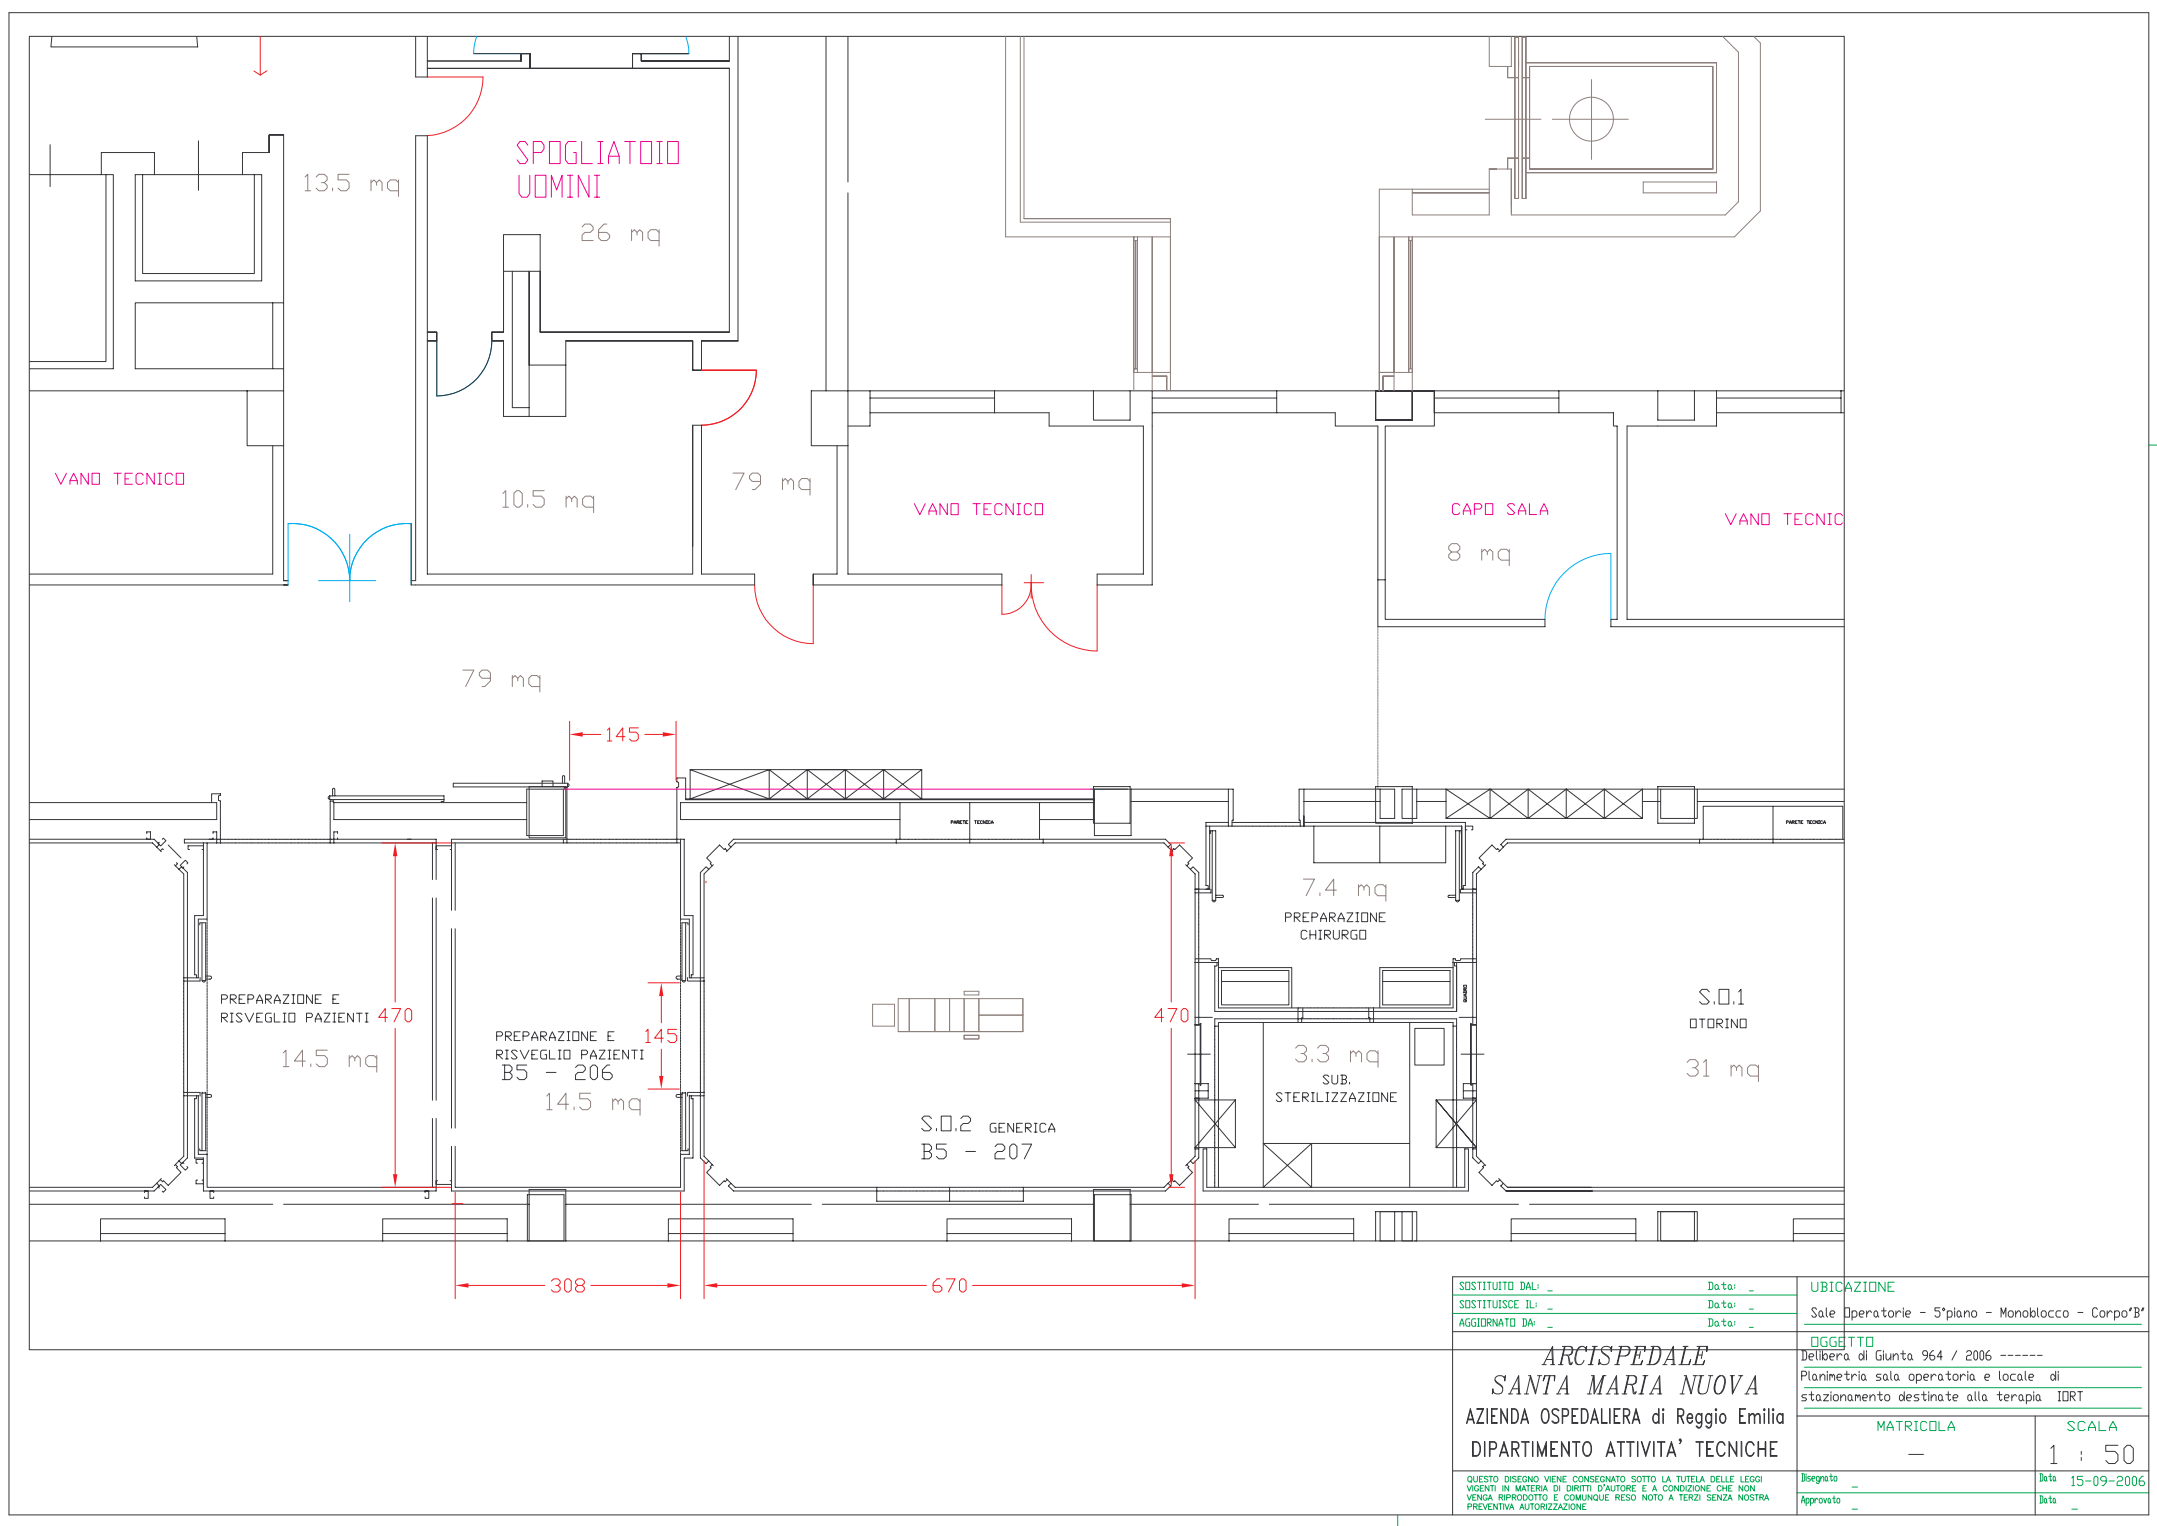 SPOGLIATOIO
UOMINI
13.5 mq
26 mq
VANO TECNICO
10.5 mq
79 mq
VANO TECNICO
CAPO SALA
8 mq
VANO TECNIC
79 mq
145
PARETE TECNICA
PARETE TECNICA
7.4 mq
PREPARAZIONE
CHIRURGO
PREPARAZIONE E
RISVEGLIO PAZIENTI
470
14.5 mq
PREPARAZIONE E
RISVEGLIO PAZIENTI
B5 - 206
14.5 mq
145
470
S.O.2 GENERICA
B5 - 207
QUADRO
3.3 mq
SUB.
STERILIZZAZIONE
S.O.1
OTORINO
31 mq
308
670
SOSTITUITO DAL: _ Data: _
SOSTITUISCE IL: _ Data: _
AGGIORNATO DA: _ Data: _
UBICAZIONE
Sale Operatorie - 5°piano - Monoblocco - Corpo"B"
OGGETTO
Delibera di Giunta 964 / 2006 ------
Planimetria sala operatoria e locale di
stazionamento destinate alla terapia IORT
ARCISPEDALE
SANTA MARIA NUOVA
AZIENDA OSPEDALIERA di Reggio Emilia
DIPARTIMENTO ATTIVITA' TECNICHE
MATRICOLA
-
SCALA
1 : 50
QUESTO DISEGNO VIENE CONSEGNATO SOTTO LA TUTELA DELLE LEGGI
VIGENTI IN MATERIA DI DIRITTI D'AUTORE E A CONDIZIONE CHE NON
VENGA RIPRODOTTO E COMUNQUE RESO NOTO A TERZI SENZA NOSTRA
PREVENTIVA AUTORIZZAZIONE
Disegnato _ Data 15-09-2006
Approvato _ Data _